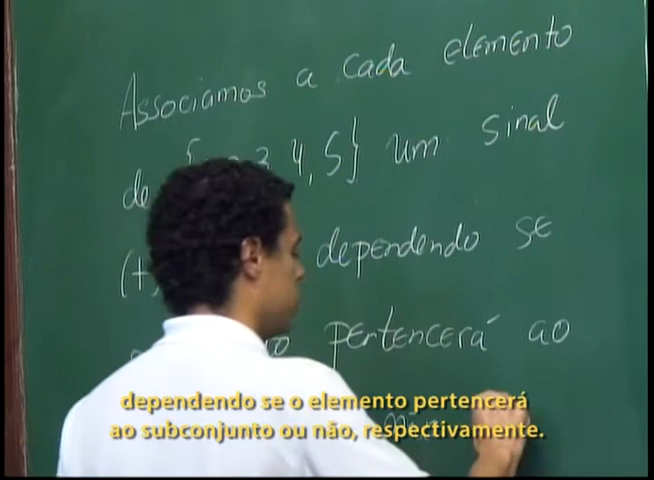 Associamos a cada elemento
de { 3, 4, 5} um sinal
(+) dependendo se
pertencerá ao
dependendo se o elemento pertencerá
ao subconjunto ou não, respectivamente.